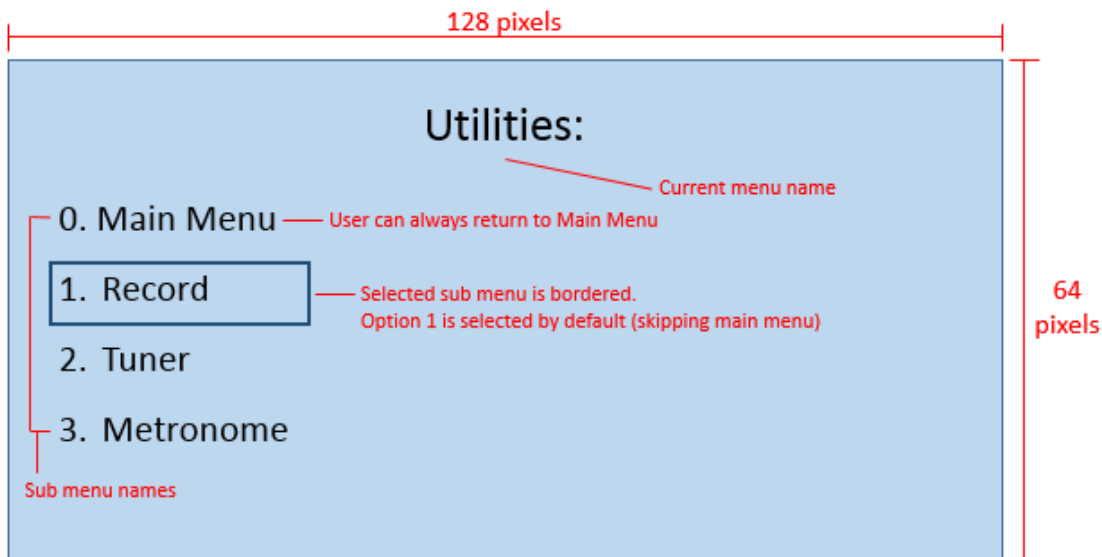 128 pixels
Utilities:
Current menu name
0. Main Menu
User can always return to Main Menu
1. Record
Selected sub menu is bordered.
Option 1 is selected by default (skipping main menu)
64
pixels
2. Tuner
3. Metronome
Sub menu names